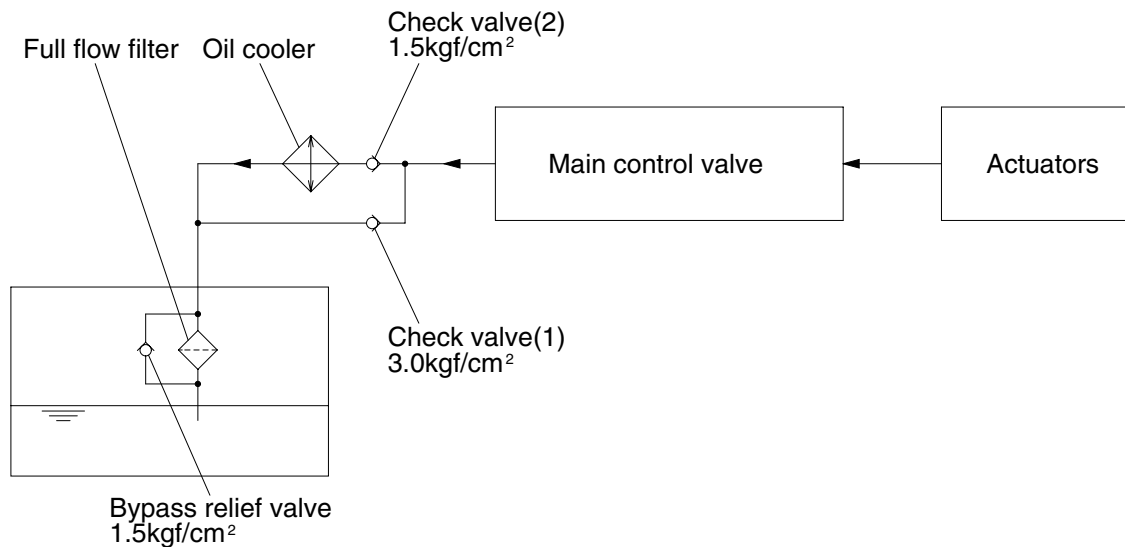 Check valve(2)
1.5kgf/cm²
Full flow filter
Oil cooler
Main control valve
Actuators
Check valve(1)
3.0kgf/cm²
Bypass relief valve
1.5kgf/cm²